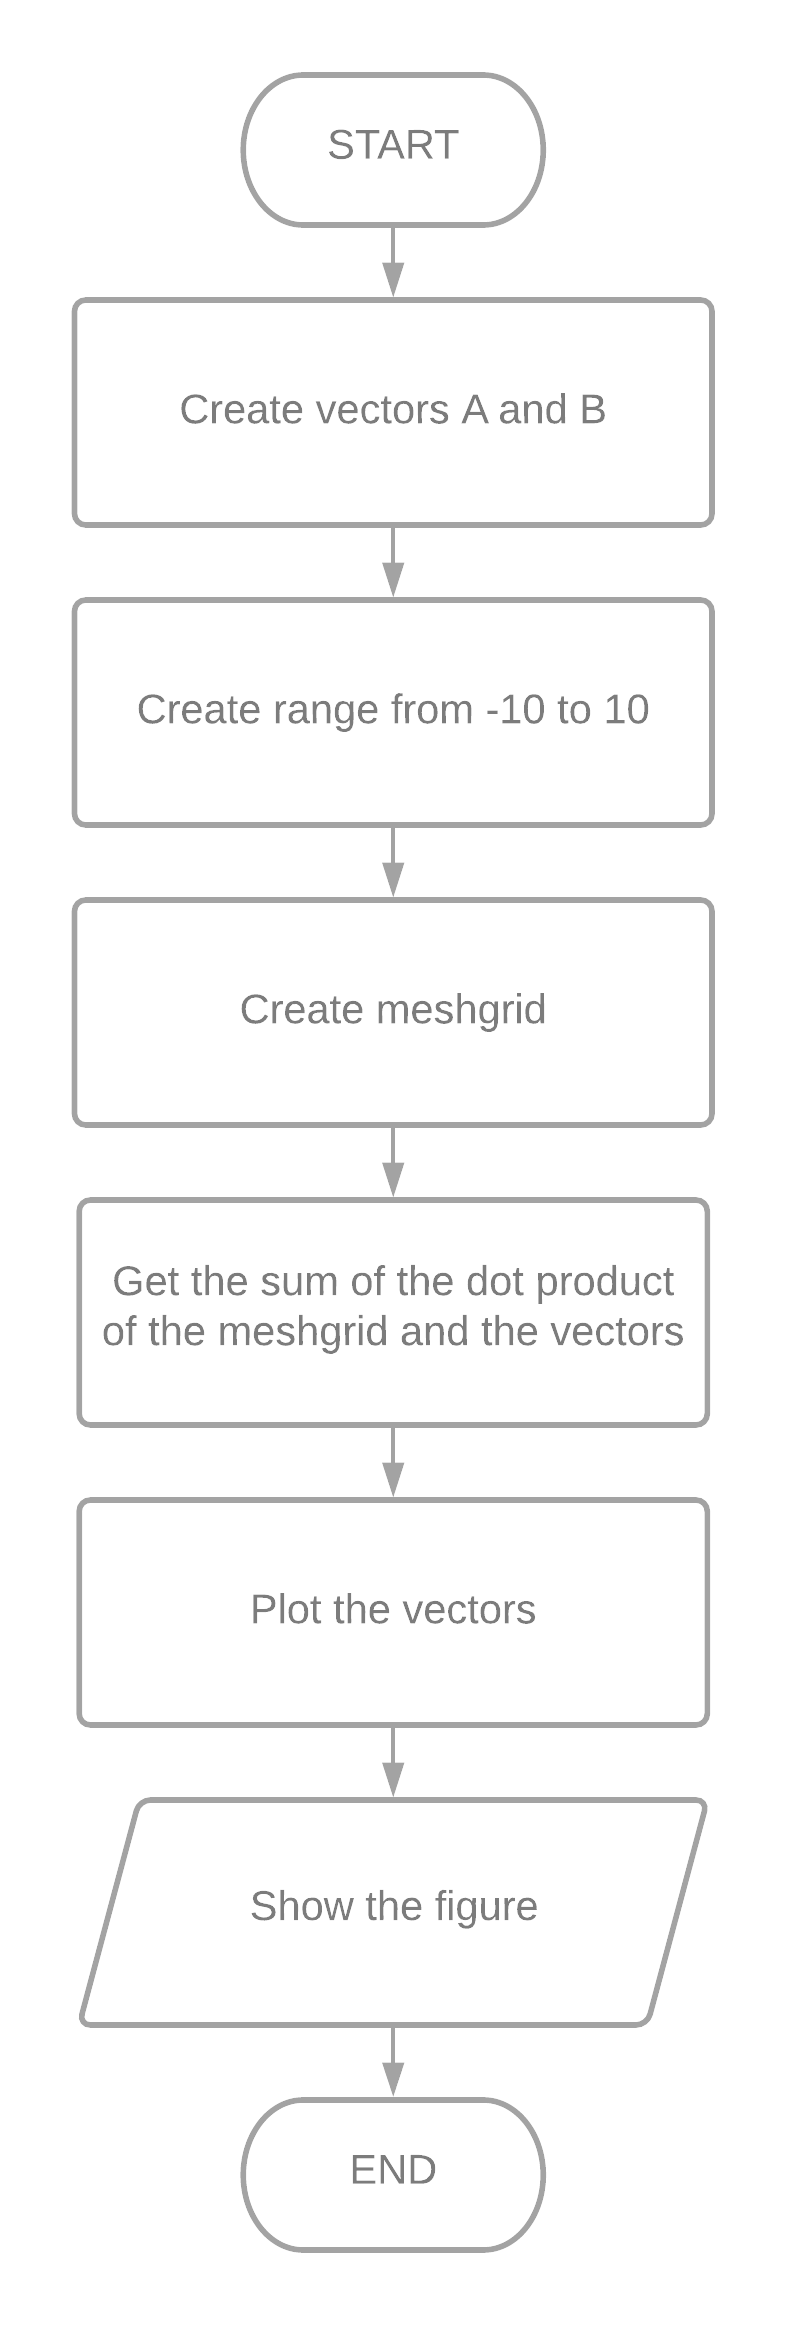 START
Create vectors A and B
Create range from -10 to 10
Create meshgrid
Get the sum of the dot product
of the meshgrid and the vectors
Plot the vectors
Show the figure
END